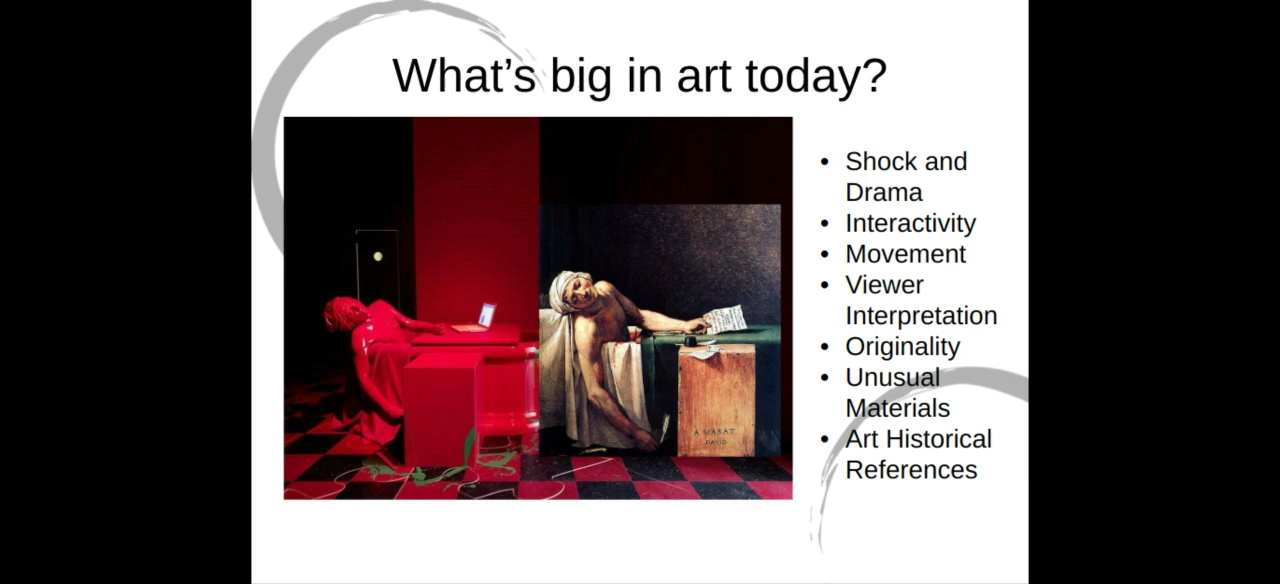 What’s big in art today?
• Shock and
Drama
• Interactivity
• Movement
• Viewer
Interpretation
• Originality
• Unusual
Materials
• Art Historical
References
A MARAT
DAVID